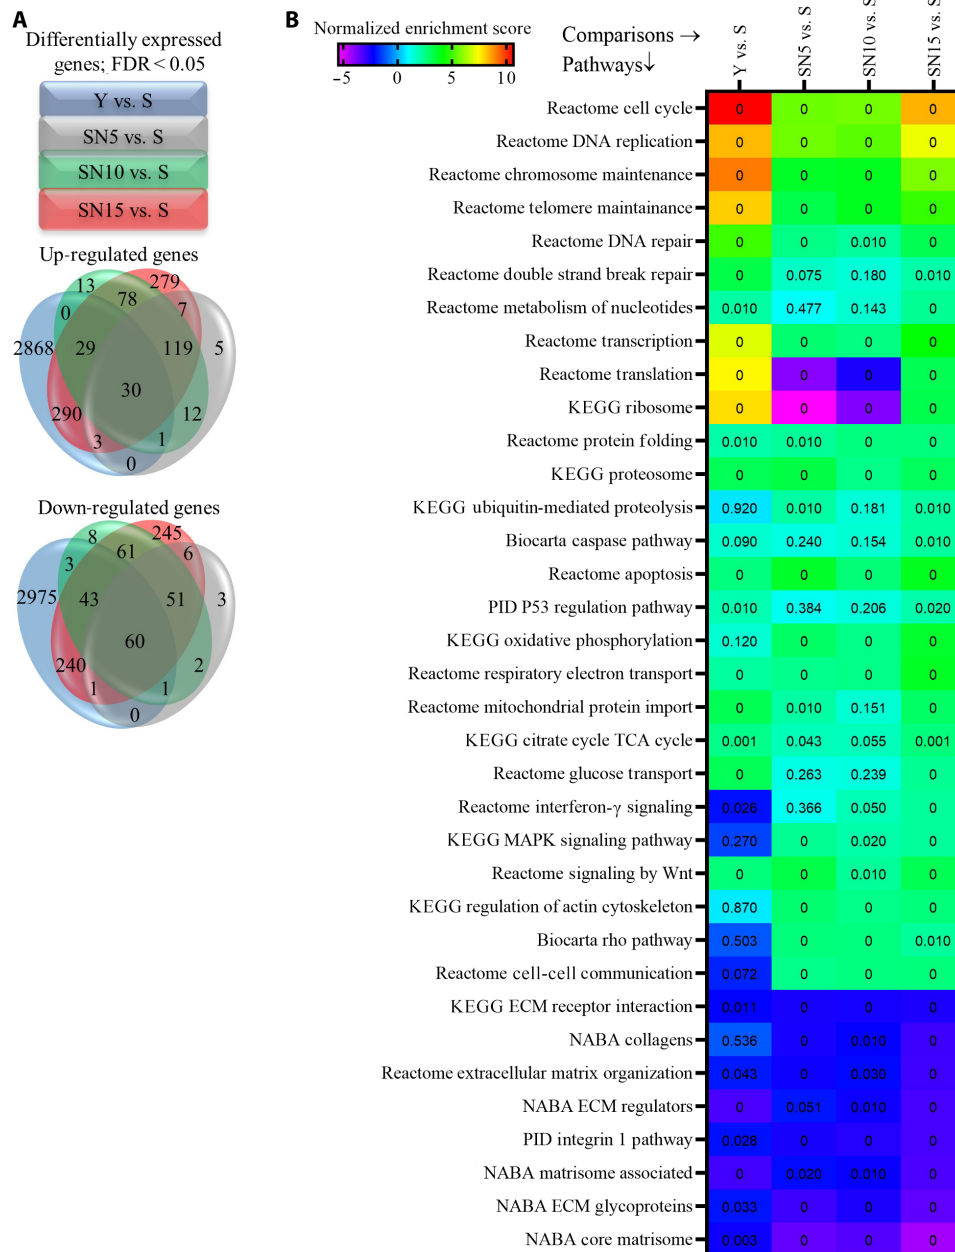 A
Differentially expressed
genes; FDR < 0.05
Y vs. S
SN5 vs. S
SN10 vs. S
SN15 vs. S
Up-regulated genes
13
279
78
7
0
2868
29
119
5
30
290
12
3
1
0
Down-regulated genes
8
245
61
6
3
2975
43
51
3
60
240
2
1
1
0
B
Normalized enrichment score
−5 0 5 10
Comparisons →
Pathways↓
Y vs. S
SN5 vs. S
SN10 vs. S
SN15 vs. S
Reactome cell cycle 0 0 0 0
Reactome DNA replication 0 0 0 0
Reactome chromosome maintenance 0 0 0 0
Reactome telomere maintainance 0 0 0 0
Reactome DNA repair 0 0 0.010 0
Reactome double strand break repair 0 0.075 0.180 0.010
Reactome metabolism of nucleotides 0.010 0.477 0.143 0
Reactome transcription 0 0 0 0
Reactome translation 0 0 0 0
KEGG ribosome 0 0 0 0
Reactome protein folding 0.010 0.010 0 0
KEGG proteosome 0 0 0 0
KEGG ubiquitin-mediated proteolysis 0.920 0.010 0.181 0.010
Biocarta caspase pathway 0.090 0.240 0.154 0.010
Reactome apoptosis 0 0 0 0
PID P53 regulation pathway 0.010 0.384 0.206 0.020
KEGG oxidative phosphorylation 0.120 0 0 0
Reactome respiratory electron transport 0 0 0 0
Reactome mitochondrial protein import 0 0.010 0.151 0
KEGG citrate cycle TCA cycle 0.001 0.043 0.055 0.001
Reactome glucose transport 0 0.263 0.239 0
Reactome interferon-γ signaling 0.026 0.366 0.050 0
KEGG MAPK signaling pathway 0.270 0 0.020 0
Reactome signaling by Wnt 0 0 0.010 0
KEGG regulation of actin cytoskeleton 0.870 0 0 0
Biocarta rho pathway 0.503 0 0 0.010
Reactome cell-cell communication 0.072 0 0 0
KEGG ECM receptor interaction 0.011 0 0 0
NABA collagens 0.536 0 0.010 0
Reactome extracellular matrix organization 0.043 0 0.030 0
NABA ECM regulators 0 0.051 0.010 0
PID integrin 1 pathway 0.028 0 0 0
NABA matrisome associated 0 0.020 0.010 0
NABA ECM glycoproteins 0.033 0 0 0
NABA core matrisome 0.003 0 0 0